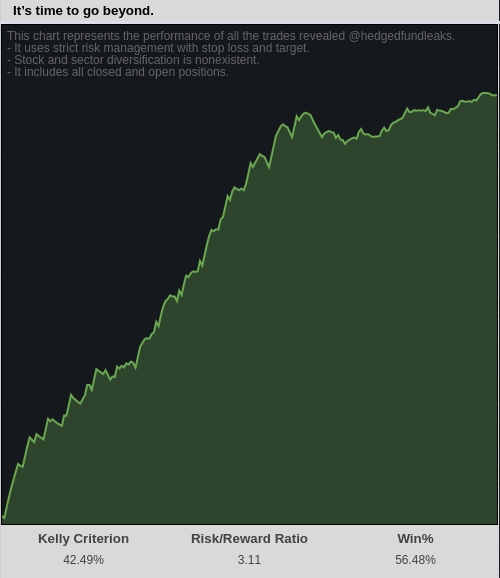 It's time to go beyond.
This chart represents the performance of all the trades revealed @hedgedfundleaks.
- It uses strict risk management with stop loss and target.
- Stock and sector diversification is nonexistent.
- It includes all closed and open positions.
Kelly Criterion Risk/Reward Ratio Win%
42.49% 3.11 56.48%